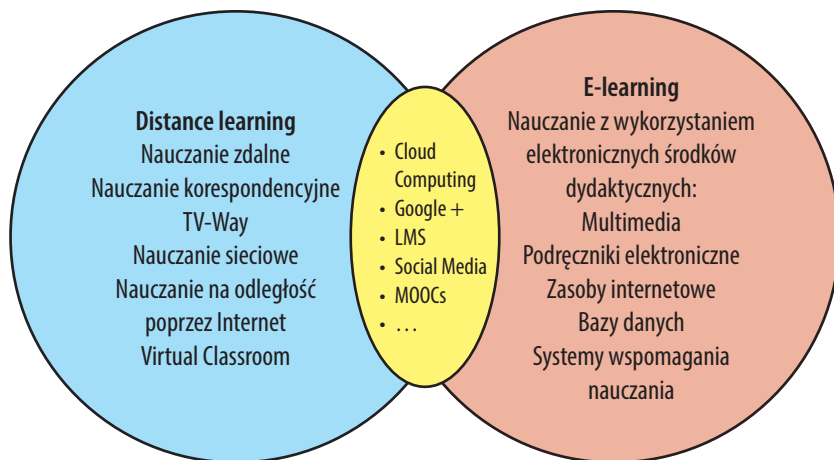 Distance learning
Nauczanie zdalne
Nauczanie korespondencyjne
TV-Way
Nauczanie sieciowe
Nauczanie na odległość
poprzez Internet
Virtual Classroom
• Cloud
Computing
• Google +
• LMS
• Social Media
• MOOCs
• ...
E-learning
Nauczanie z wykorzystaniem
elektronicznych środków
dydaktycznych:
Multimedia
Podręczniki elektroniczne
Zasoby internetowe
Bazy danych
Systemy wspomagania
nauczania